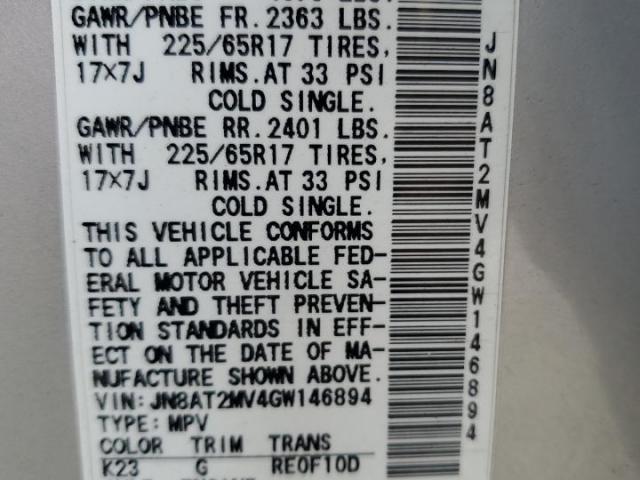 GAWR/PNBE FR. 2363 LBS.
WITH 225/65R17 TIRES,
17×7J RIMS. AT 33 PSI
COLD SINGLE.
GAWR/PNBE RR. 2401 LBS.
WITH 225/65R17 TIRES,
17×7J RIMS. AT 33 PSI
COLD SINGLE.
THIS VEHICLE CONFORMS
TO ALL APPLICABLE FED-
ERAL MOTOR VEHICLE SA-
FETY AND THEFT PREVEN-
TION STANDARDS IN EFF-
ECT ON THE DATE OF MA-
NUFACTURE SHOWN ABOVE.
VIN: JN8AT2MV4GW146894
TYPE: MPV
COLOR TRIM TRANS
K23 G RE0F10D
JN8AT2MV4GW146894